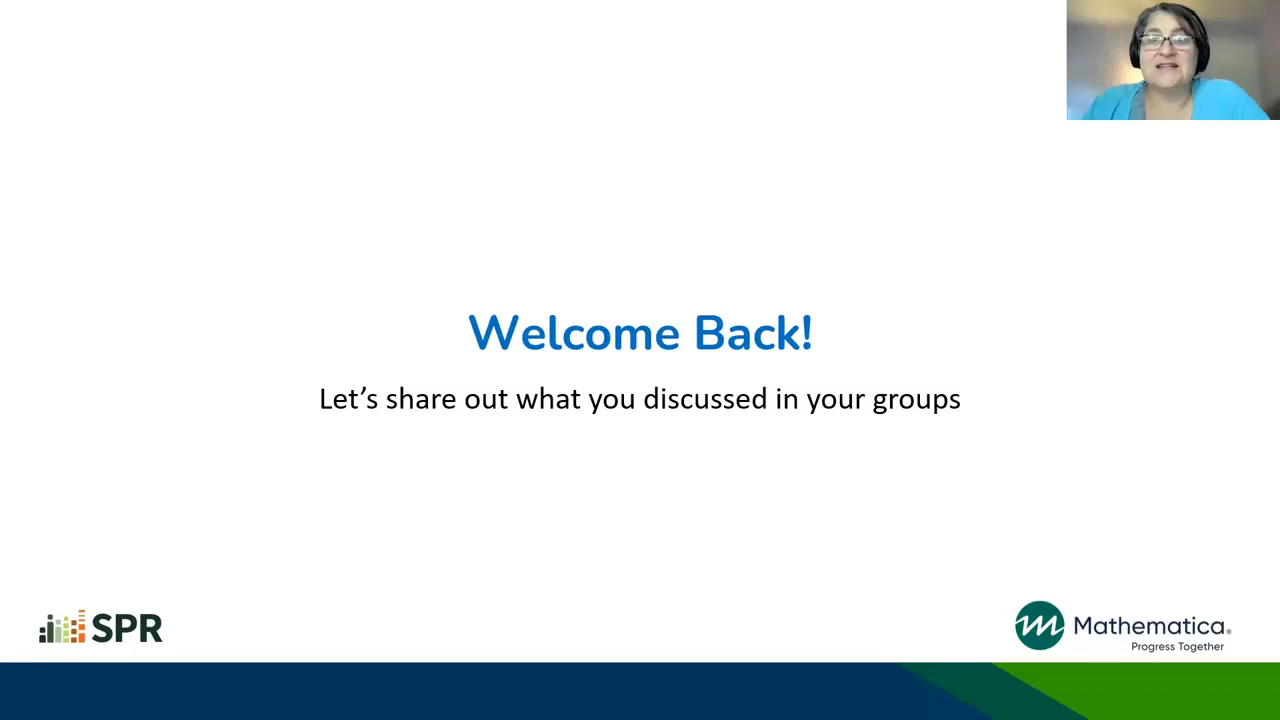 Welcome Back!
Let's share out what you discussed in your groups
SPR
Mathematica®
Progress Together